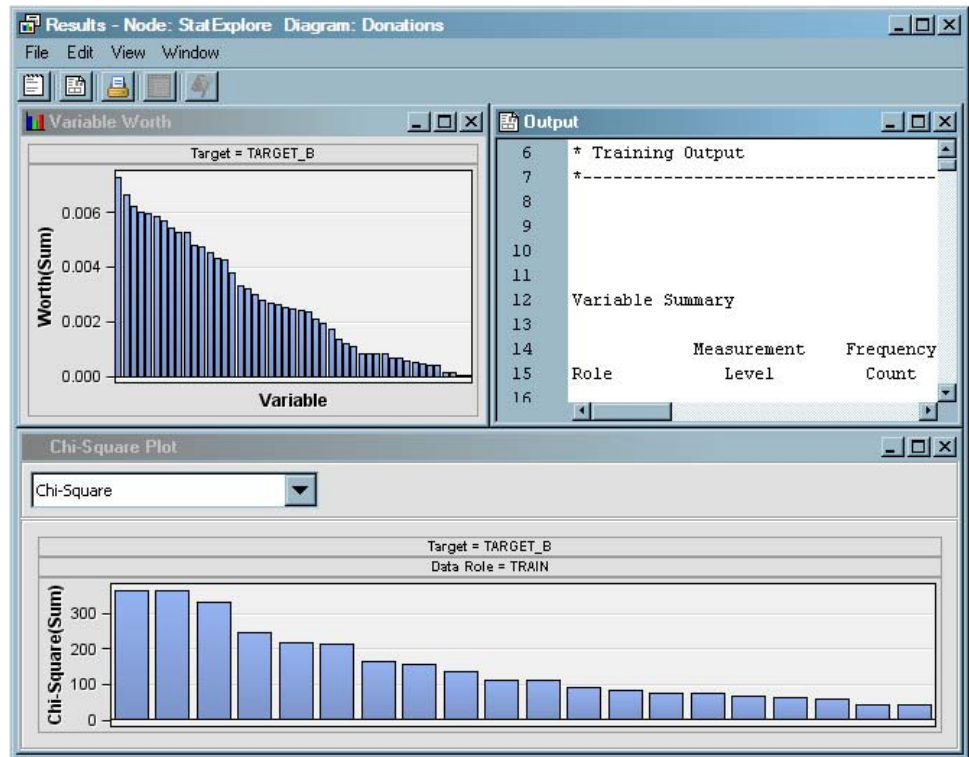 Results - Node: StatExplore Diagram: Donations
File Edit View Window
Variable Worth
Target = TARGET_B
Worth(Sum)
0.006
0.004
0.002
0.000
Variable
Output
6 * Training Output
7 *-----------------------------------
8
9
10
11
12 Variable Summary
13
14 Measurement Frequency
15 Role Level Count
16
Chi-Square Plot
Chi-Square
Target = TARGET_B
Data Role = TRAIN
Chi-Square(Sum)
300
200
100
0